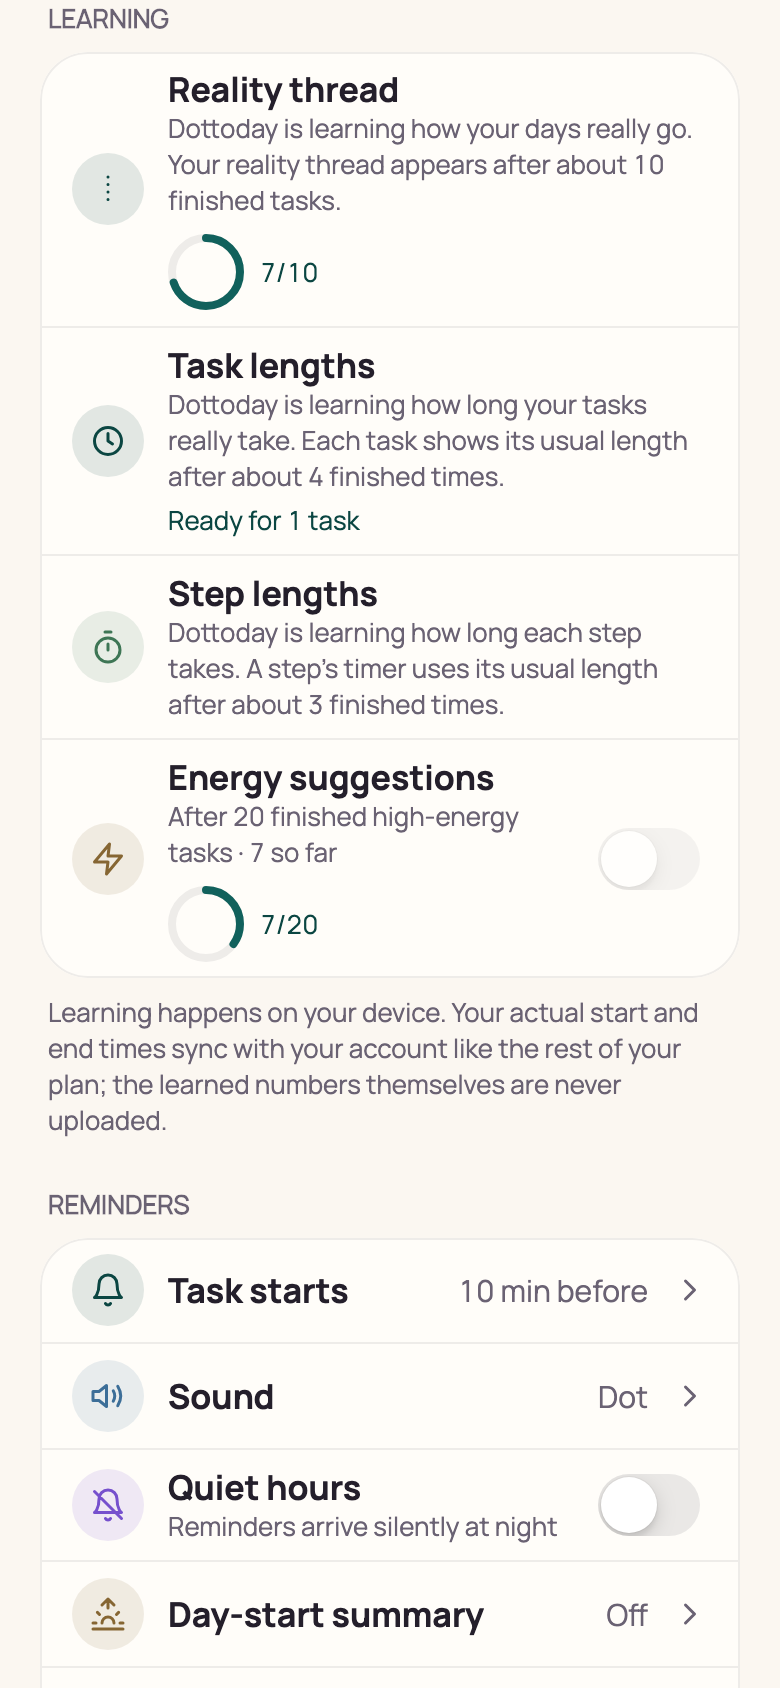 LEARNING
Reality thread
Dottoday is learning how your days really go.
Your reality thread appears after about 10
finished tasks.
7/10
Task lengths
Dottoday is learning how long your tasks
really take. Each task shows its usual length
after about 4 finished times.
Ready for 1 task
Step lengths
Dottoday is learning how long each step
takes. A step’s timer uses its usual length
after about 3 finished times.
Energy suggestions
After 20 finished high-energy
tasks · 7 so far
7/20
Learning happens on your device. Your actual start and
end times sync with your account like the rest of your
plan; the learned numbers themselves are never
uploaded.
REMINDERS
Task starts
10 min before
Sound
Dot
Quiet hours
Reminders arrive silently at night
Day-start summary
Off